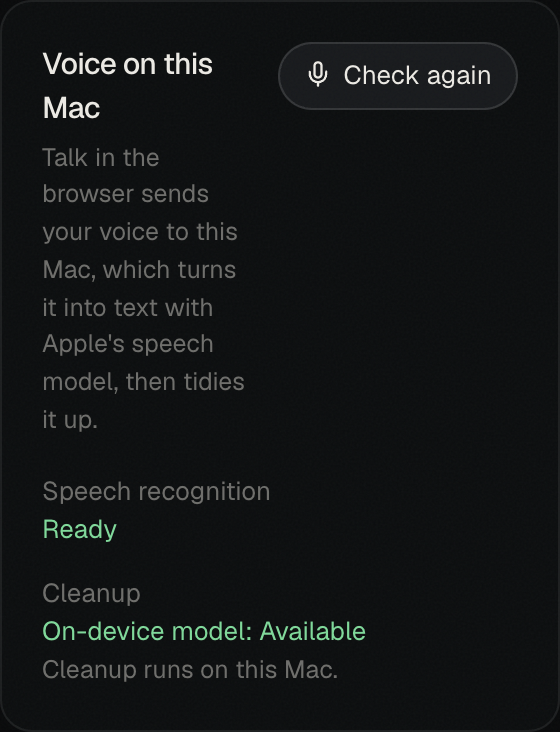 Voice on this
Mac
Check again
Talk in the
browser sends
your voice to this
Mac, which turns
it into text with
Apple's speech
model, then tidies
it up.
Speech recognition
Ready
Cleanup
On-device model: Available
Cleanup runs on this Mac.